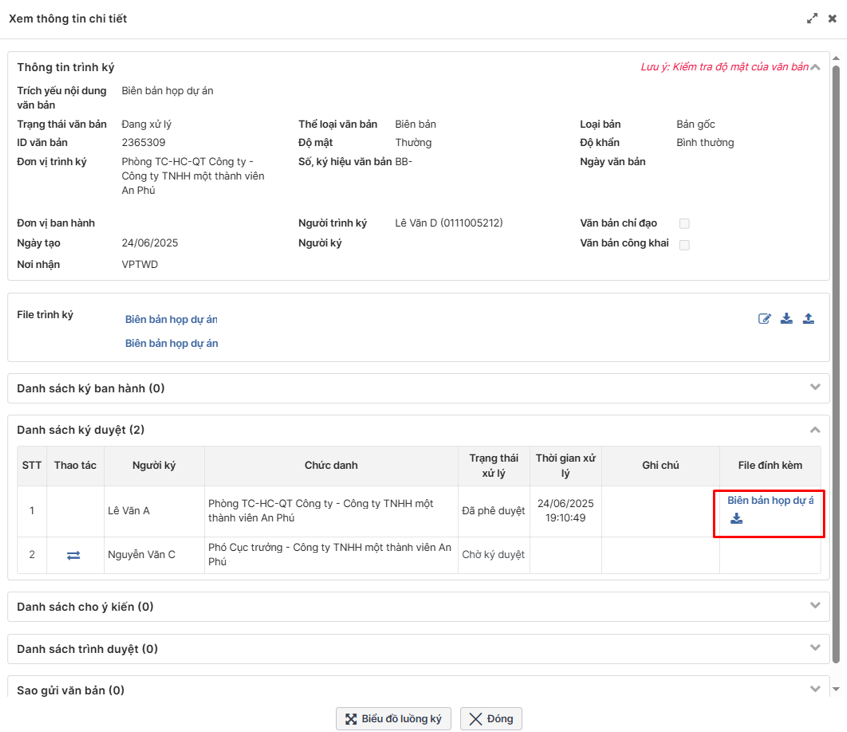 Xem thông tin chi tiết
Thông tin trình ký
Lưu ý: Kiểm tra độ mật của văn bản
Trích yếu nội dung văn bản
Biên bản họp dự án
Trạng thái văn bản
Đang xử lý
Thể loại văn bản
Biên bản
Loại bản
Bản gốc
ID văn bản
2365309
Độ mật
Thường
Độ khẩn
Bình thường
Đơn vị trình ký
Phòng TC-HC-QT Công ty -
Công ty TNHH một thành viên
An Phú
Số, ký hiệu văn bản
BB-
Ngày văn bản
Đơn vị ban hành
Người trình ký
Lê Văn D (0111005212)
Văn bản chỉ đạo
Ngày tạo
24/06/2025
Người ký
Văn bản công khai
Nơi nhận
VPTWD
File trình ký
Biên bản họp dự án
Biên bản họp dự án
Danh sách ký ban hành (0)
Danh sách ký duyệt (2)
STT
Thao tác
Người ký
Chức danh
Trạng thái
xử lý
Thời gian xử
lý
Ghi chú
File đính kèm
1
Lê Văn A
Phòng TC-HC-QT Công ty - Công ty TNHH một
thành viên An Phú
Đã phê duyệt
24/06/2025
19:10:49
Biên bản họp dự á
2
Nguyễn Văn C
Phó Cục trưởng - Công ty TNHH một thành viên An
Phú
Chờ ký duyệt
Danh sách cho ý kiến (0)
Danh sách trình duyệt (0)
Sao gửi văn bản (0)
Biểu đồ luồng ký
Đóng